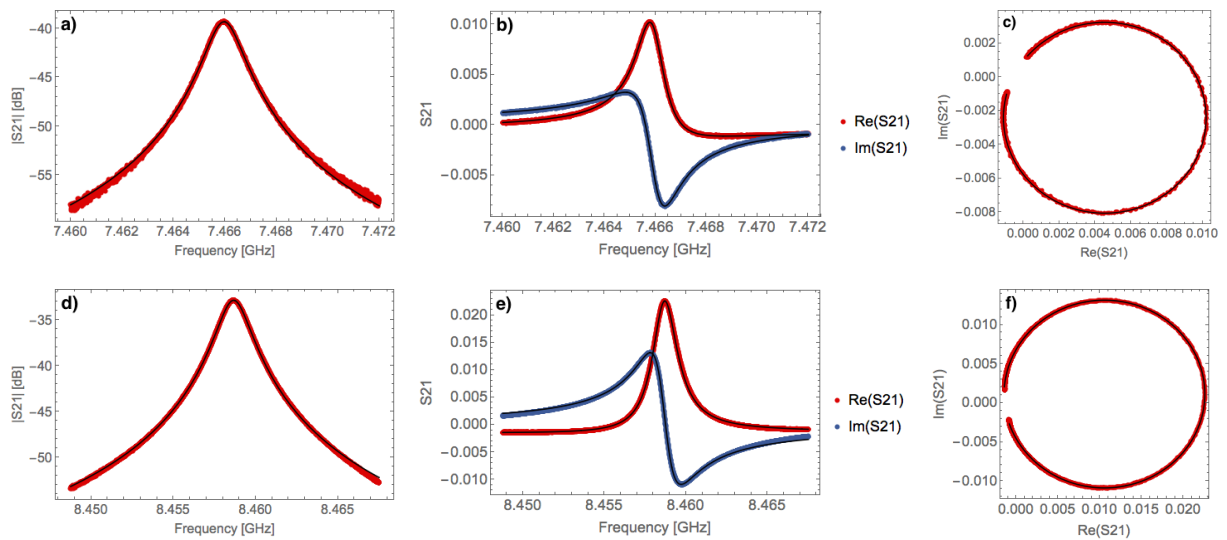 a)
|S21| [dB]
−40
−45
−50
−55
7.460 7.462 7.464 7.466 7.468 7.470 7.472
Frequency [GHz]
b)
S21
0.010
0.005
0.000
−0.005
7.460 7.462 7.464 7.466 7.468 7.470 7.472
Frequency [GHz]
Re(S21)
Im(S21)
c)
Im(S21)
0.002
0.000
−0.002
−0.004
−0.006
−0.008
0.000 0.002 0.004 0.006 0.008 0.010
Re(S21)
d)
|S21| [dB]
−35
−40
−45
−50
8.450 8.455 8.460 8.465
Frequency [GHz]
e)
S21
0.020
0.015
0.010
0.005
0.000
−0.005
−0.010
8.450 8.455 8.460 8.465
Frequency [GHz]
Re(S21)
Im(S21)
f)
Im(S21)
0.010
0.005
0.000
−0.005
−0.010
0.000 0.005 0.010 0.015 0.020
Re(S21)